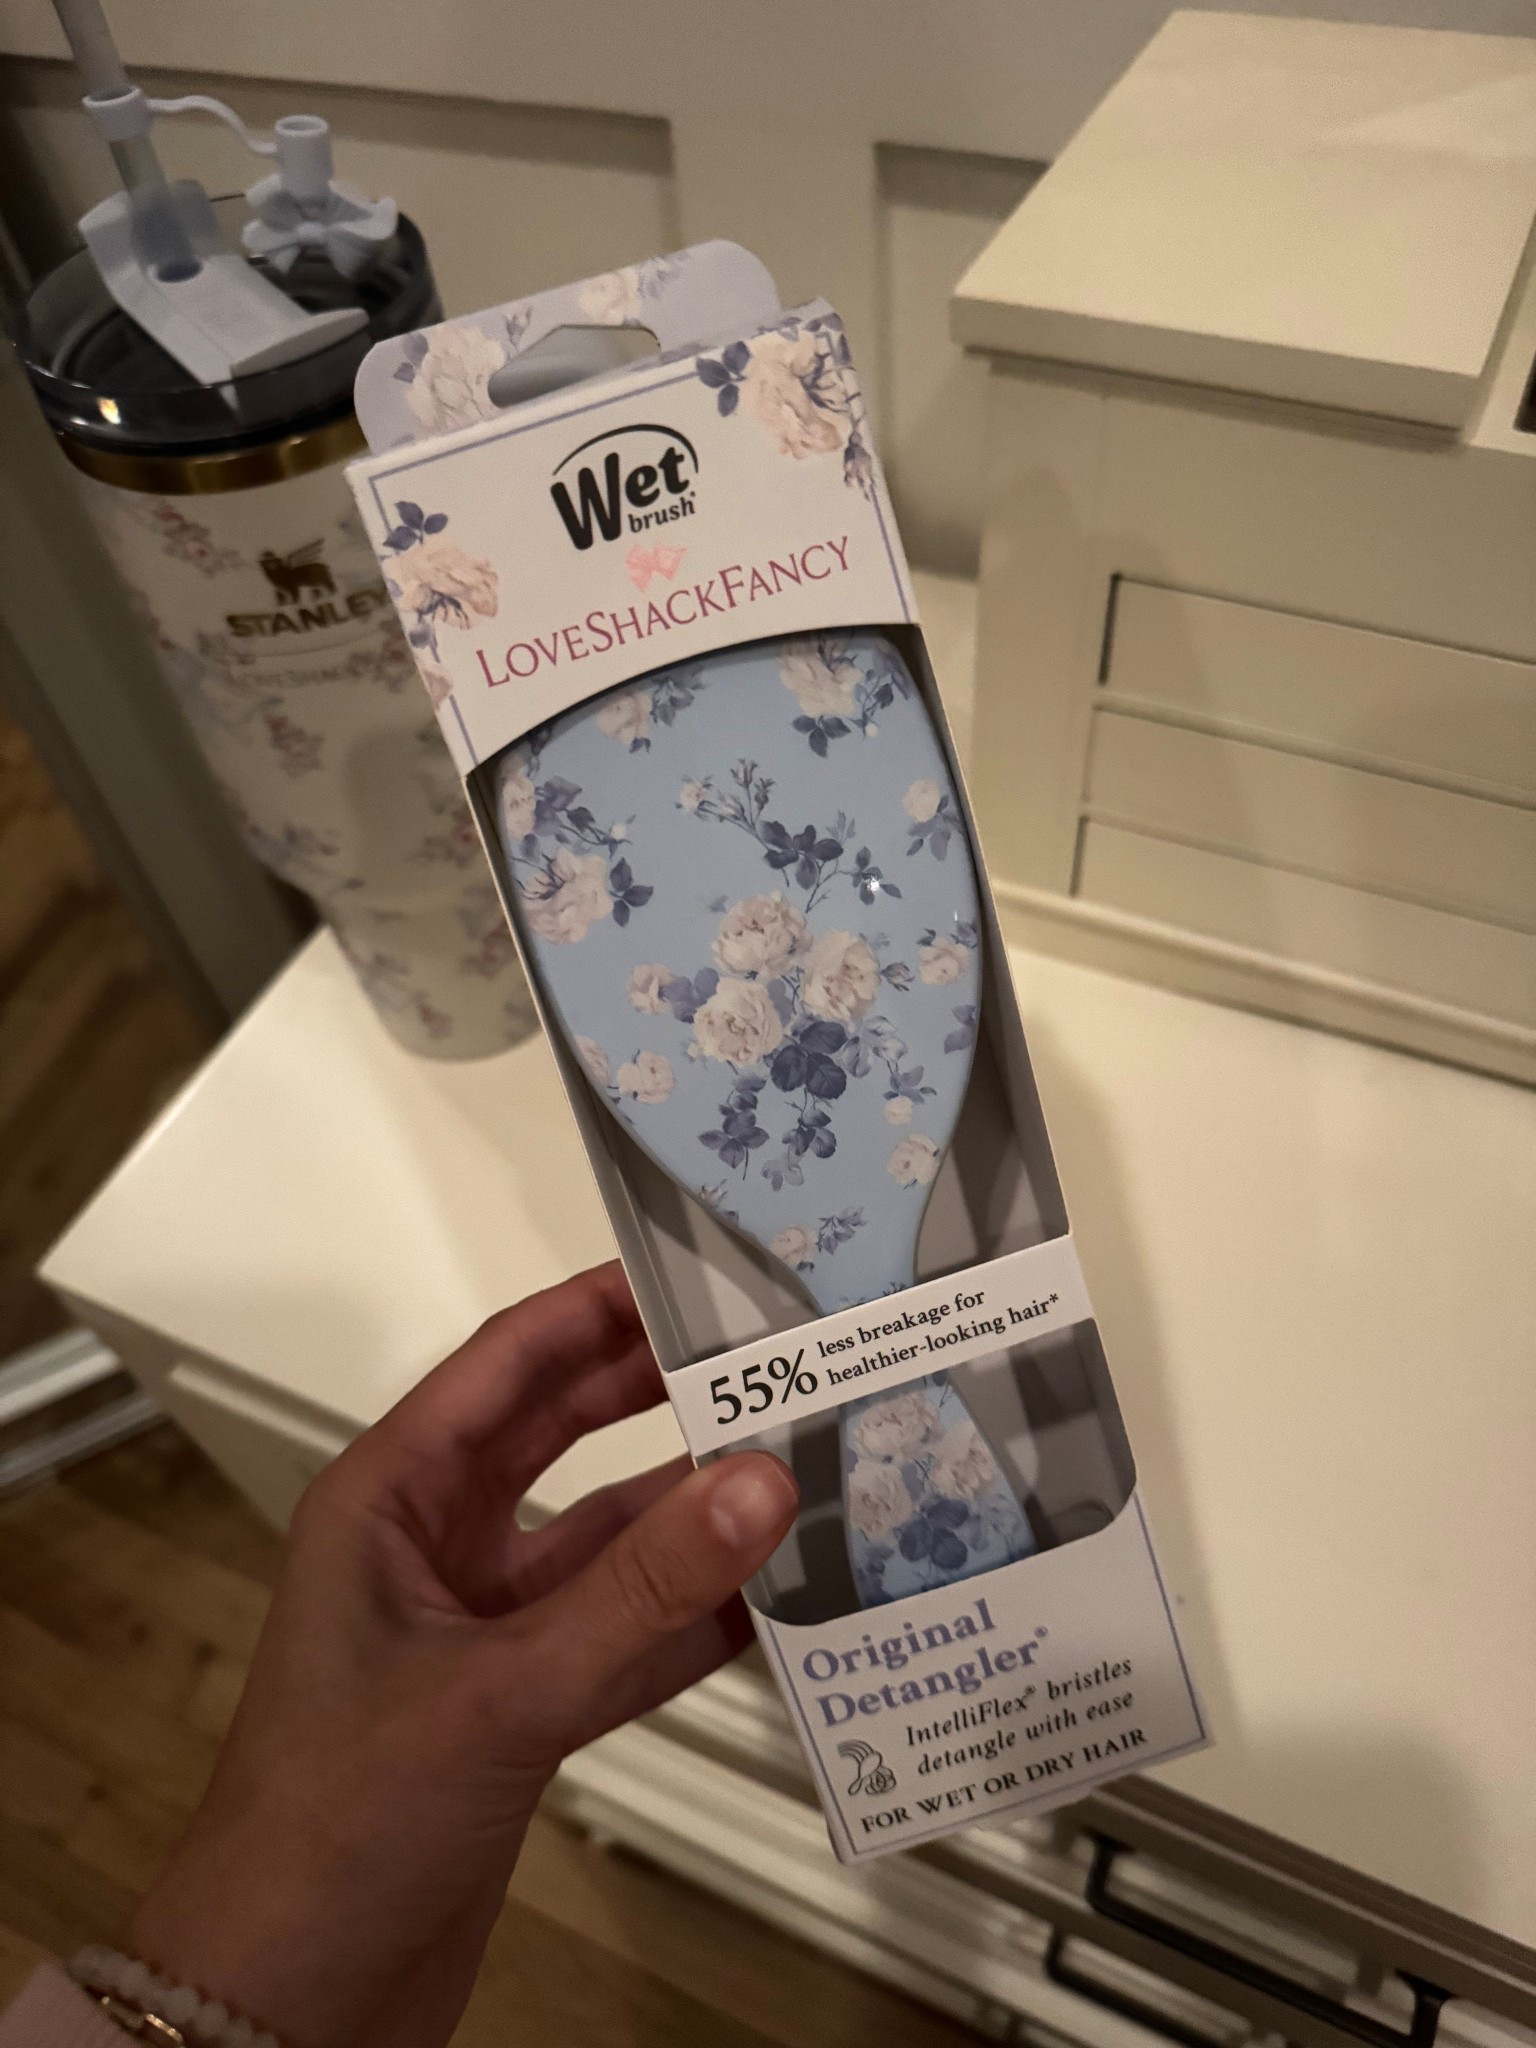 Wet
brush®
LOVESHACKFANCY
55% less breakage for
healthier-looking hair*
Original
Detangler®
IntelliFlex® bristles
detangle with ease
FOR WET OR DRY HAIR
STANLEY
LOVESHACK